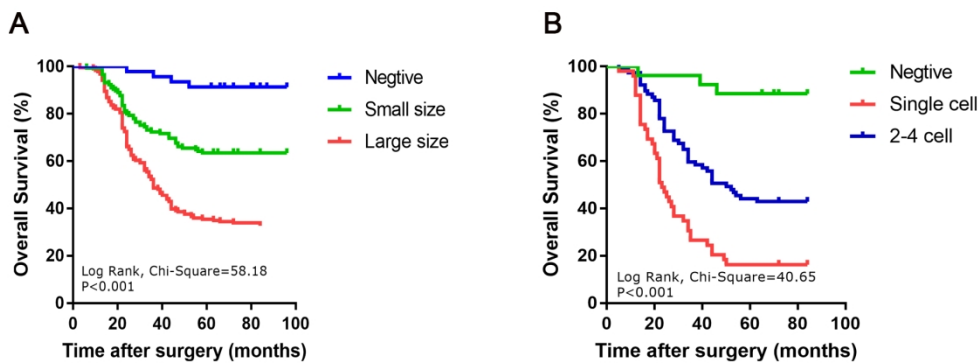 A
Overall Survival (%)
100
80
60
40
20
0
0 20 40 60 80 100
Time after surgery (months)
Log Rank, Chi-Square=58.18
P<0.001
Negtive
Small size
Large size
B
Overall Survival (%)
100
80
60
40
20
0
0 20 40 60 80 100
Time after surgery (months)
Log Rank, Chi-Square=40.65
P<0.001
Negtive
Single cell
2-4 cell